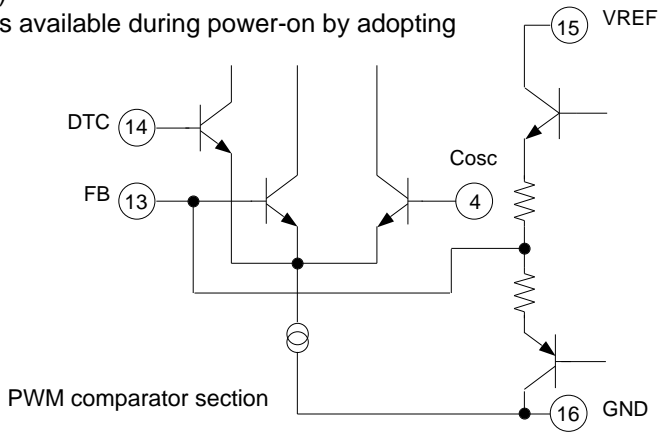 s available during power-on by adopting
15 VREF
DTC 14
Cosc
FB 13
4
PWM comparator section
16 GND